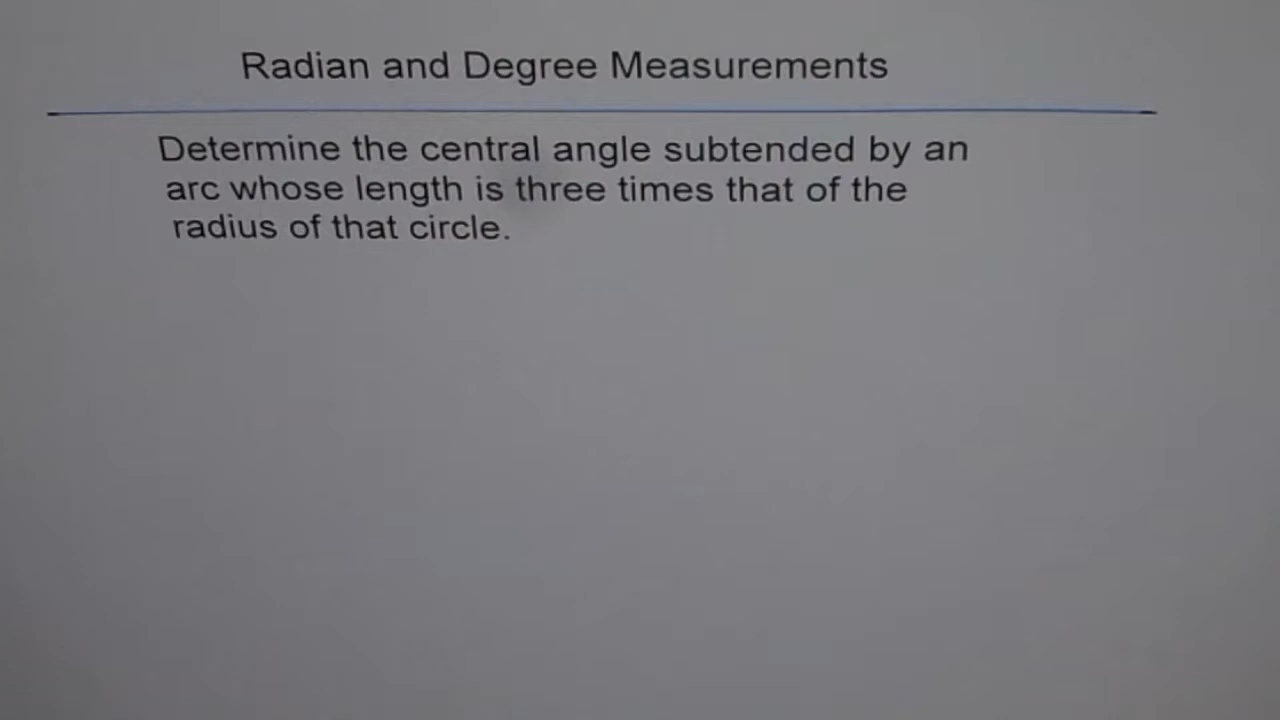 Radian and Degree Measurements
Determine the central angle subtended by an
arc whose length is three times that of the
radius of that circle.